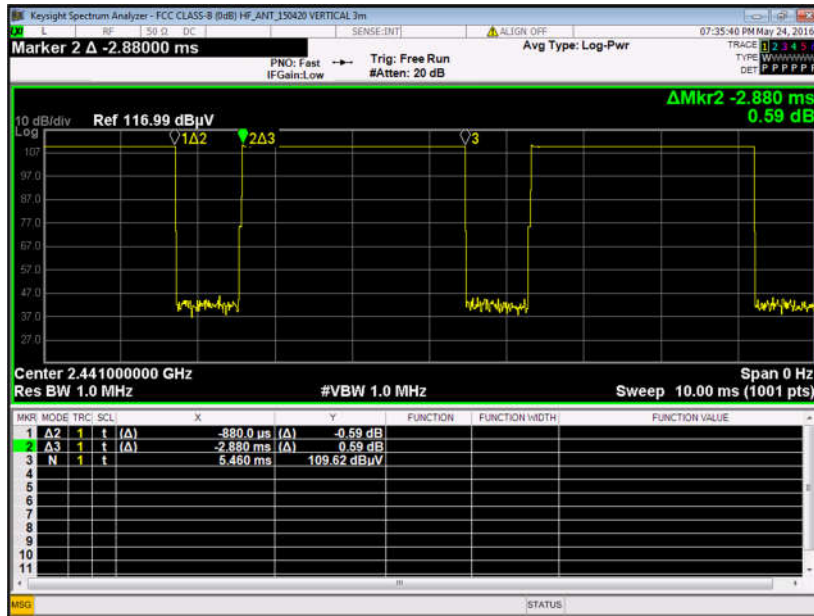 Keysight Spectrum Analyzer - FCC CLASS-B (0dB) HF_ANT_150420 VERTICAL 3m
L RF 50 Ω DC SENSE:INT ALIGN OFF 07:35:40 PM May 24, 2016
Marker 2 Δ -2.88000 ms
PNO: Fast
IFGain:Low
Trig: Free Run
#Atten: 20 dB
Avg Type: Log-Pwr
TRACE 1 2 3 4 5 6
TYPE WWWWWW
DET P P P P P P
ΔMkr2 -2.880 ms
0.59 dB
10 dB/div Ref 116.99 dBµV
Log
1Δ2 2Δ3 3
107
97.0
87.0
77.0
67.0
57.0
47.0
37.0
27.0
Center 2.441000000 GHz Span 0 Hz
Res BW 1.0 MHz #VBW 1.0 MHz Sweep 10.00 ms (1001 pts)
MKR MODE TRC SCL X Y FUNCTION FUNCTION WIDTH FUNCTION VALUE
1 Δ2 1 t (Δ) -880.0 µs (Δ) -0.59 dB
2 Δ3 1 t (Δ) -2.880 ms (Δ) 0.59 dB
3 N 1 t 5.460 ms 109.62 dBµV
4
5
6
7
8
9
10
11
MSG STATUS